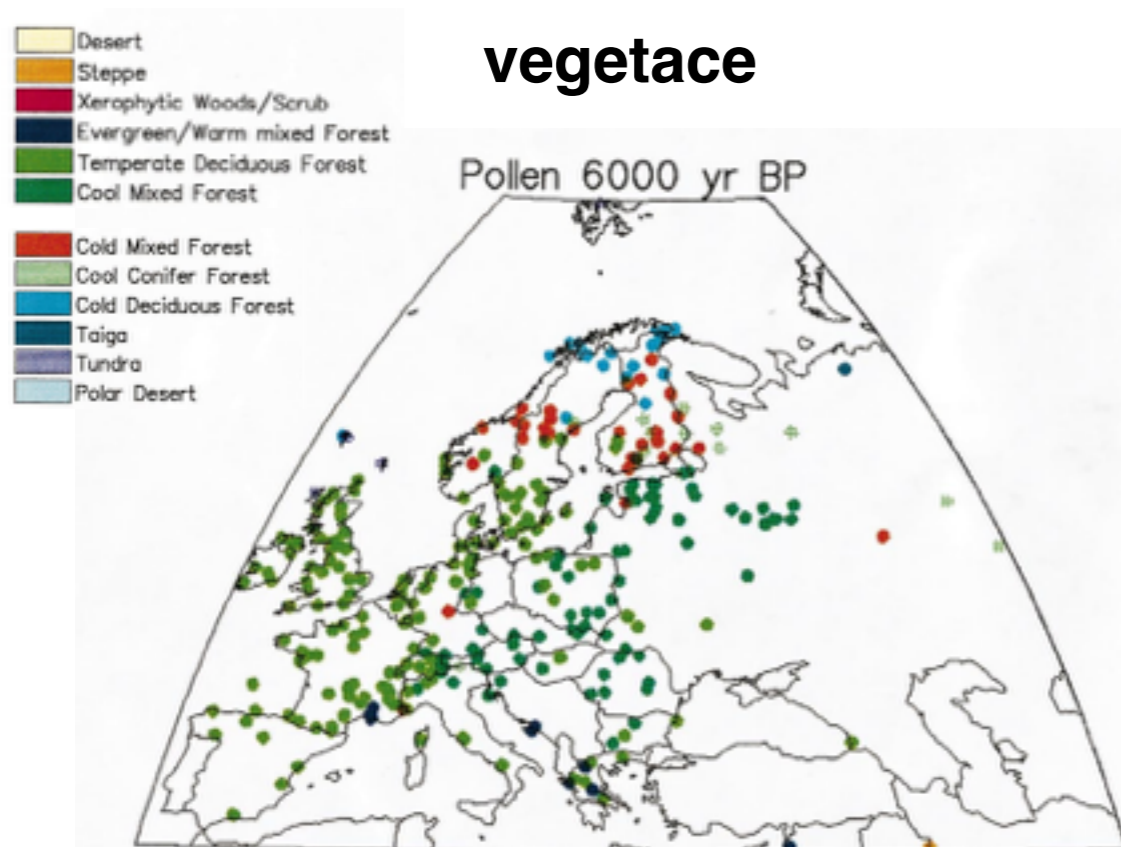 vegetace
Desert
Steppe
Xerophytic Woods/Scrub
Evergreen/Warm mixed Forest
Temperate Deciduous Forest
Cool Mixed Forest
Cold Mixed Forest
Cool Conifer Forest
Cold Deciduous Forest
Taiga
Tundra
Polar Desert
Pollen 6000 yr BP